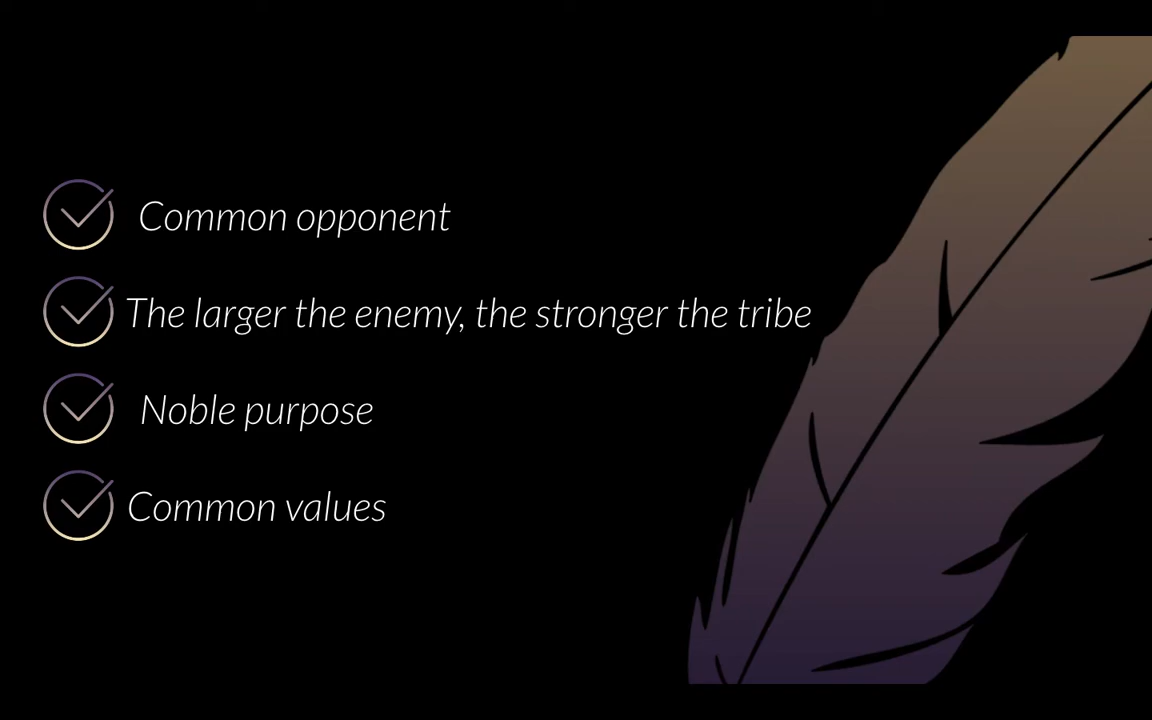 Common opponent
The larger the enemy, the stronger the tribe
Noble purpose
Common values